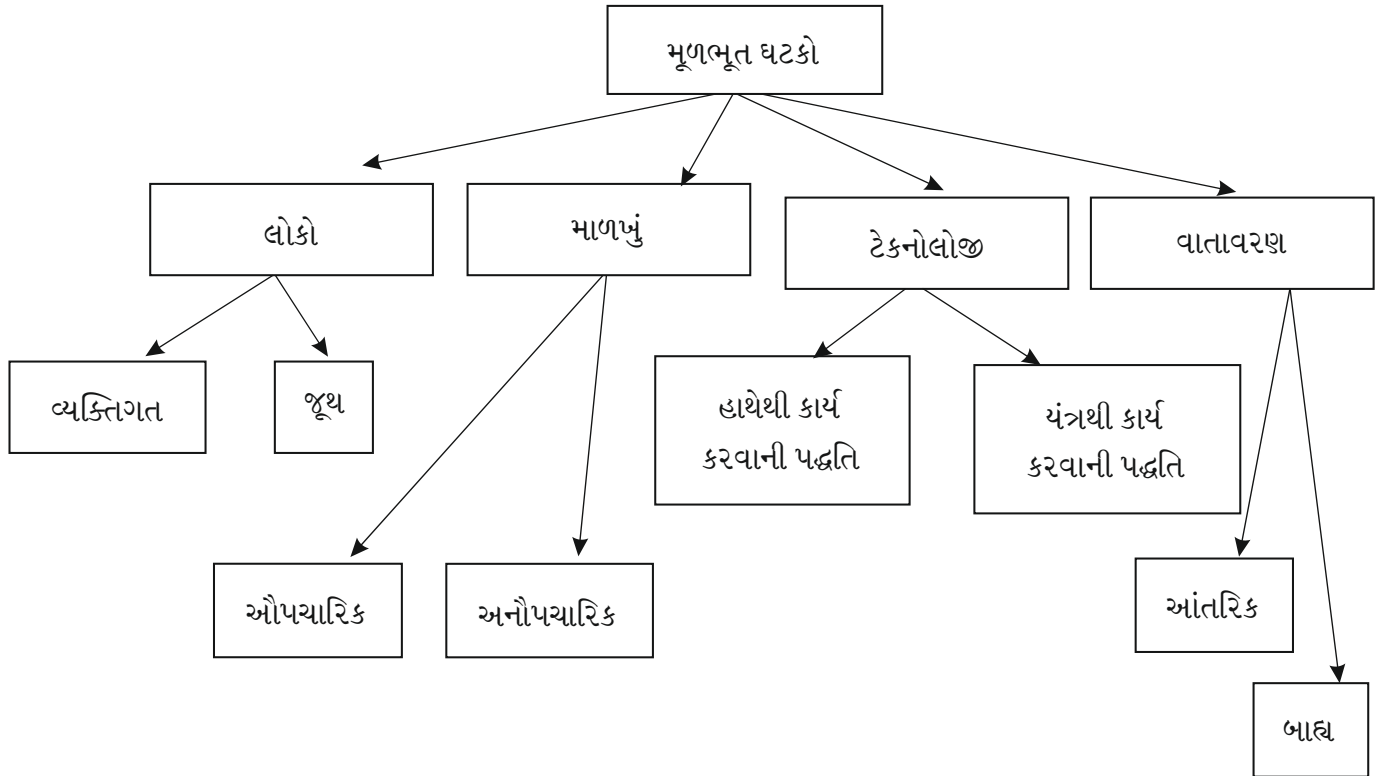 મૂળભૂત ઘટકો
લોકો
માળખું
ટેકનોલોજી
વાતાવરણ
વ્યક્તિગત
જૂથ
હાથેથી કાર્ય
કરવાની પદ્ધતિ
યંત્રથી કાર્ય
કરવાની પદ્ધતિ
ઔપચારિક
અનૌપચારિક
આંતરિક
બાહ્ય